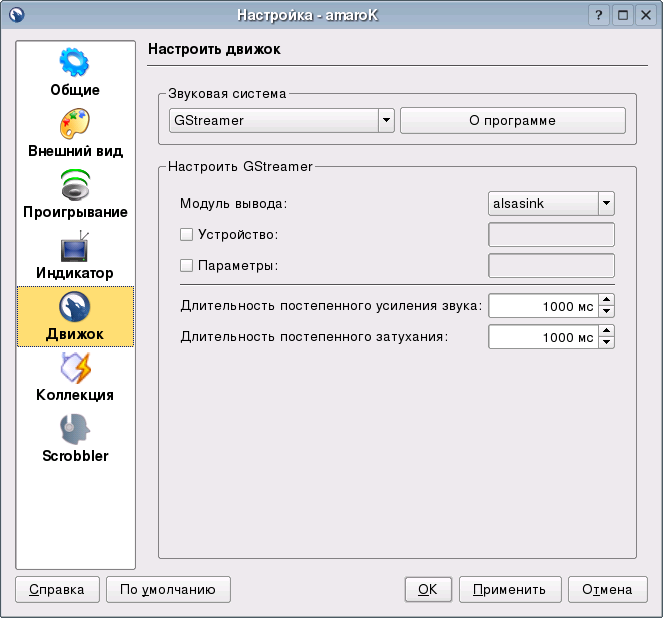 Настройка - amaroK
Общие
Внешний вид
Проигрывание
Индикатор
Движок
Коллекция
Scrobbler
Настроить движок
Звуковая система
GStreamer О программе
Настроить GStreamer
Модуль вывода: alsasink
Устройство:
Параметры:
Длительность постепенного усиления звука: 1000 мс
Длительность постепенного затухания: 1000 мс
Справка По умолчанию OK Применить Отмена